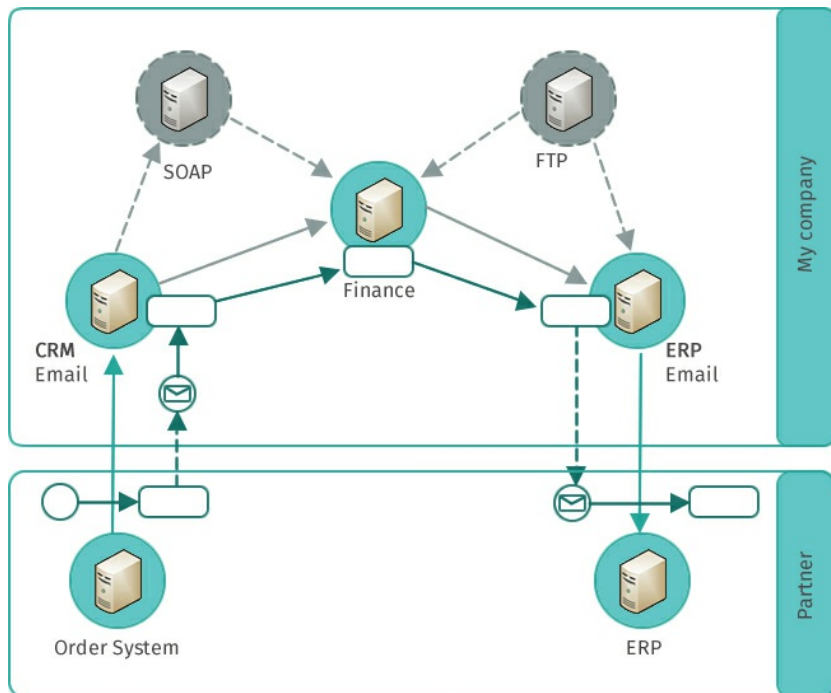 SOAP
FTP
Finance
CRM
Email
ERP
Email
My company
Order System
ERP
Partner